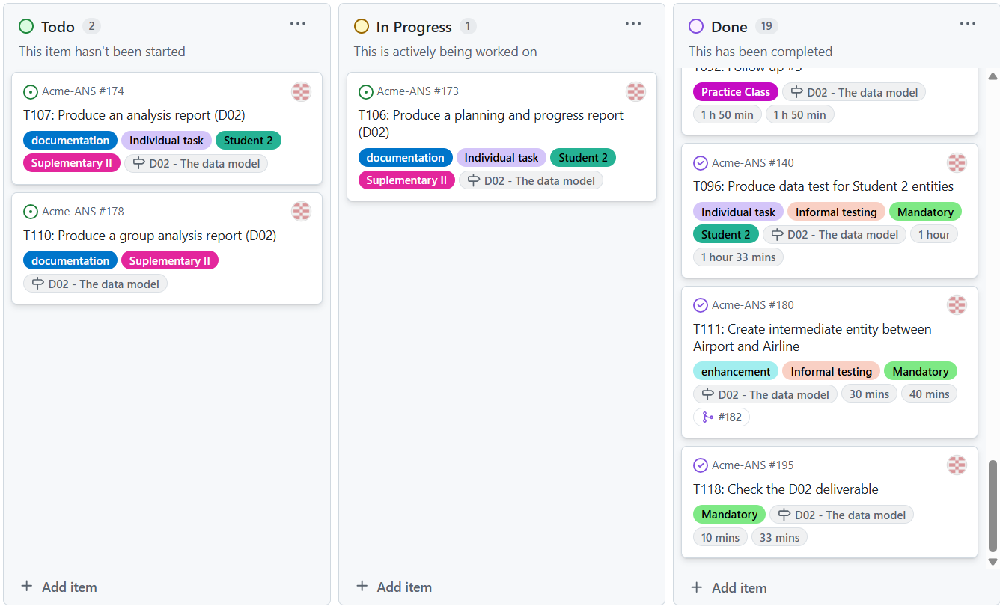 Todo 2
This item hasn't been started
Acme-ANS #174
T107: Produce an analysis report (D02)
documentation Individual task Student 2
Suplementary II D02 - The data model
Acme-ANS #178
T110: Produce a group analysis report (D02)
documentation Suplementary II
D02 - The data model
Add item
In Progress 1
This is actively being worked on
Acme-ANS #173
T106: Produce a planning and progress report
(D02)
documentation Individual task Student 2
Suplementary II D02 - The data model
Add item
Done 19
This has been completed
T092: Follow up #3
Practice Class D02 - The data model
1 h 50 min 1 h 50 min
Acme-ANS #140
T096: Produce data test for Student 2 entities
Individual task Informal testing Mandatory
Student 2 D02 - The data model 1 hour
1 hour 33 mins
Acme-ANS #180
T111: Create intermediate entity between
Airport and Airline
enhancement Informal testing Mandatory
D02 - The data model 30 mins 40 mins
#182
Acme-ANS #195
T118: Check the D02 deliverable
Mandatory D02 - The data model
10 mins 33 mins
Add item